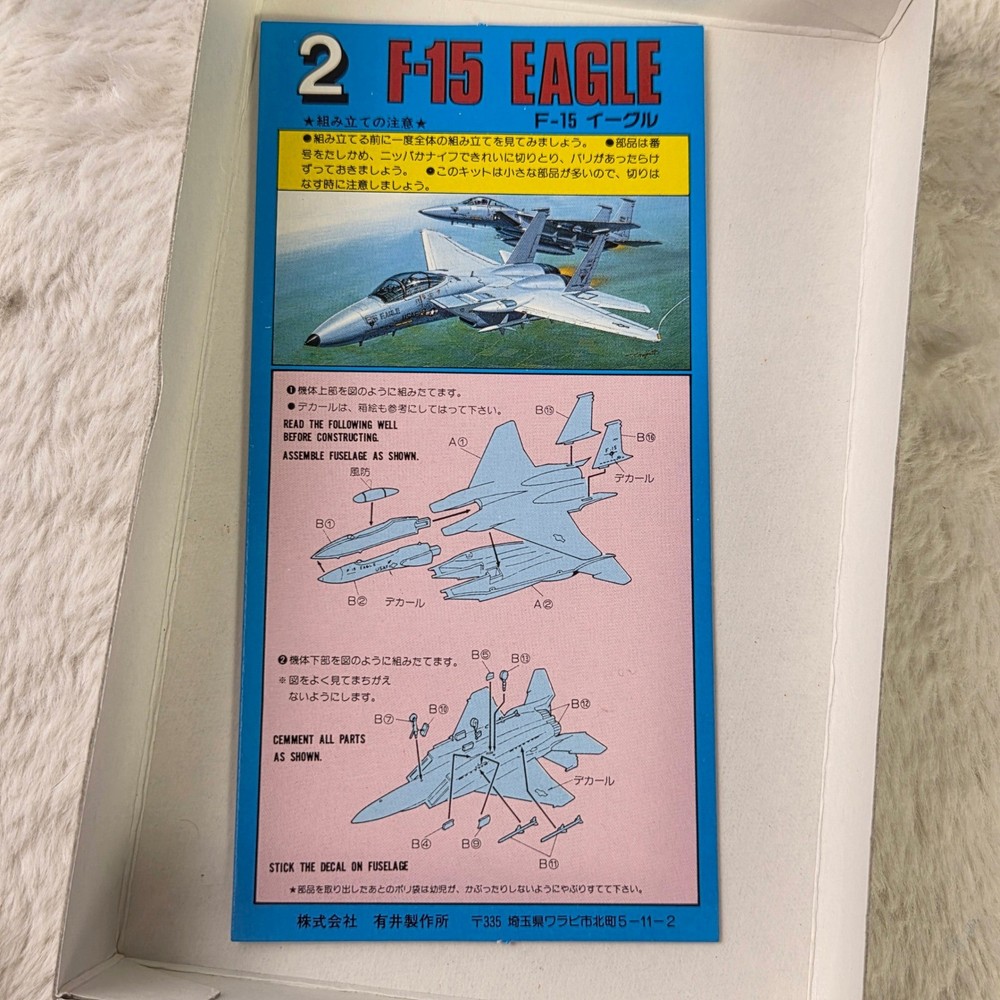 2 F-15 EAGLE
★組み立ての注意★ F-15 イーグル
●組み立てる前に一度全体の組み立てを見てみましょう。 ●部品は番
号をたしかめ、ニッパカナイフできれいに切りとり、バリがあったらけ
ずっておきましょう。 ●このキットは小さな部品が多いので、切りは
なす時に注意しましょう。
EAGLE
❶機体上部を図のように組みたてます。
●デカールは、箱絵も参考にしてはって下さい。
READ THE FOLLOWING WELL
BEFORE CONSTRUCTING.
ASSEMBLE FUSELAGE AS SHOWN.
風防
A①
B⑮
B⑯
F-15
デカール
B①
F-15 EAGLE
B② デカール
A②
❷機体下部を図のように組みたてます。
※図をよく見てまちがえ
ないようにします。
B⑤
B⑬
B⑦
B⑩
B⑫
CEMMENT ALL PARTS
AS SHOWN.
デカール
B④
B⑨
B⑪
STICK THE DECAL ON FUSELAGE
★部品を取り出したあとのポリ袋は幼児が、かぶったりしないようにやぶりすてて下さい。
株式会社 有井製作所 〒335 埼玉県ワラビ市北町5-11-2